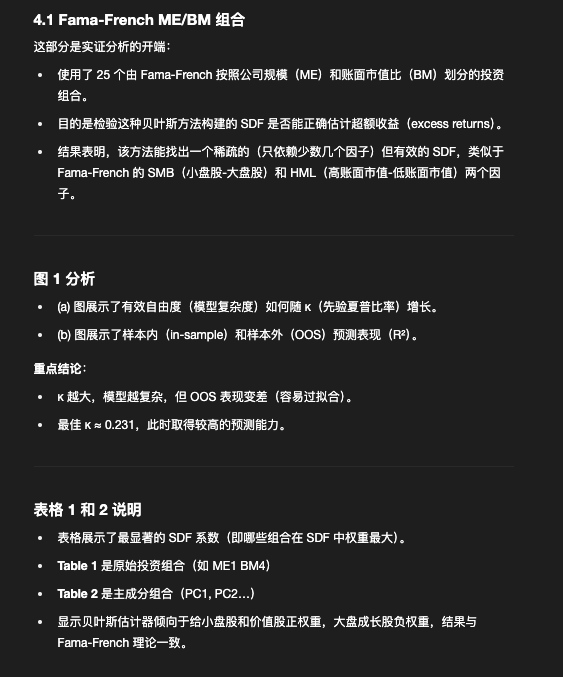 4.1 Fama-French ME/BM 组合
这部分是实证分析的开端：
• 使用了 25 个由 Fama-French 按照公司规模（ME）和账面市值比（BM）划分的投资
组合。
• 目的是检验这种贝叶斯方法构建的 SDF 是否能正确估计超额收益（excess returns）。
• 结果表明，该方法能找出一个稀疏的（只依赖少数几个因子）但有效的 SDF，类似于
Fama-French 的 SMB（小盘股-大盘股）和 HML（高账面市值-低账面市值）两个因
子。
图 1 分析
• (a) 图展示了有效自由度（模型复杂度）如何随 κ（先验夏普比率）增长。
• (b) 图展示了样本内（in-sample）和样本外（OOS）预测表现（R²）。
重点结论：
• κ 越大，模型越复杂，但 OOS 表现变差（容易过拟合）。
• 最佳 κ ≈ 0.231，此时取得较高的预测能力。
表格 1 和 2 说明
• 表格展示了最显著的 SDF 系数（即哪些组合在 SDF 中权重最大）。
• Table 1 是原始投资组合（如 ME1 BM4）
• Table 2 是主成分组合（PC1, PC2…）
• 显示贝叶斯估计器倾向于给小盘股和价值股正权重，大盘成长股负权重，结果与
Fama-French 理论一致。